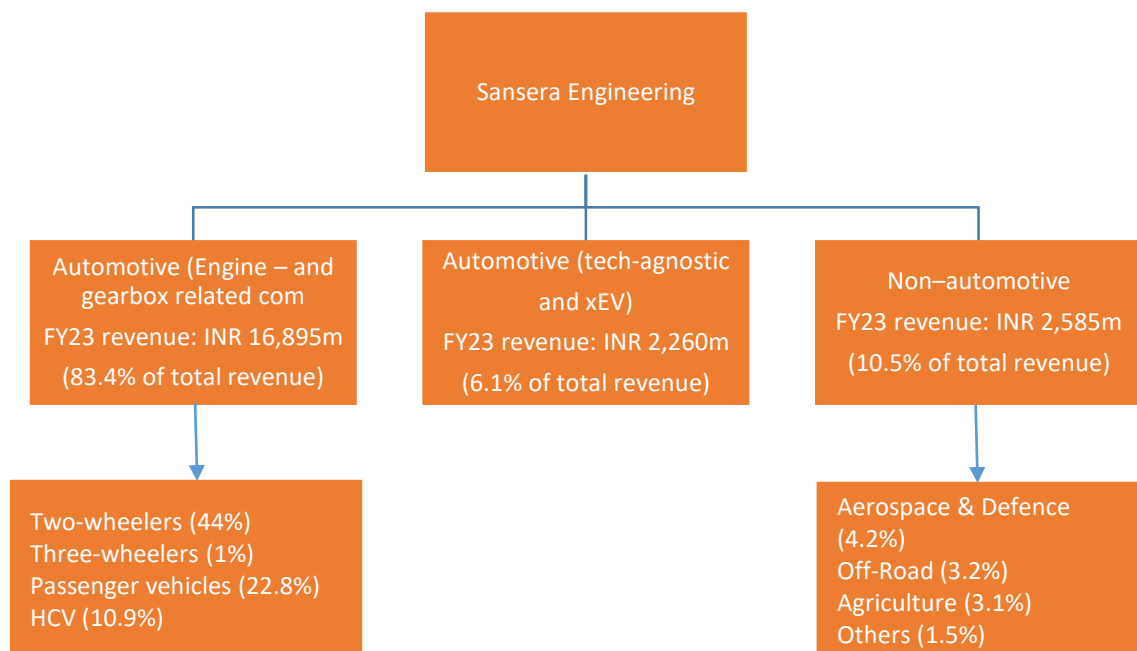 Sansera Engineering
Automotive (Engine – and
gearbox related com
FY23 revenue: INR 16,895m
(83.4% of total revenue)
Automotive (tech-agnostic
and xEV)
FY23 revenue: INR 2,260m
(6.1% of total revenue)
Non–automotive
FY23 revenue: INR 2,585m
(10.5% of total revenue)
Two-wheelers (44%)
Three-wheelers (1%)
Passenger vehicles (22.8%)
HCV (10.9%)
Aerospace & Defence
(4.2%)
Off-Road (3.2%)
Agriculture (3.1%)
Others (1.5%)